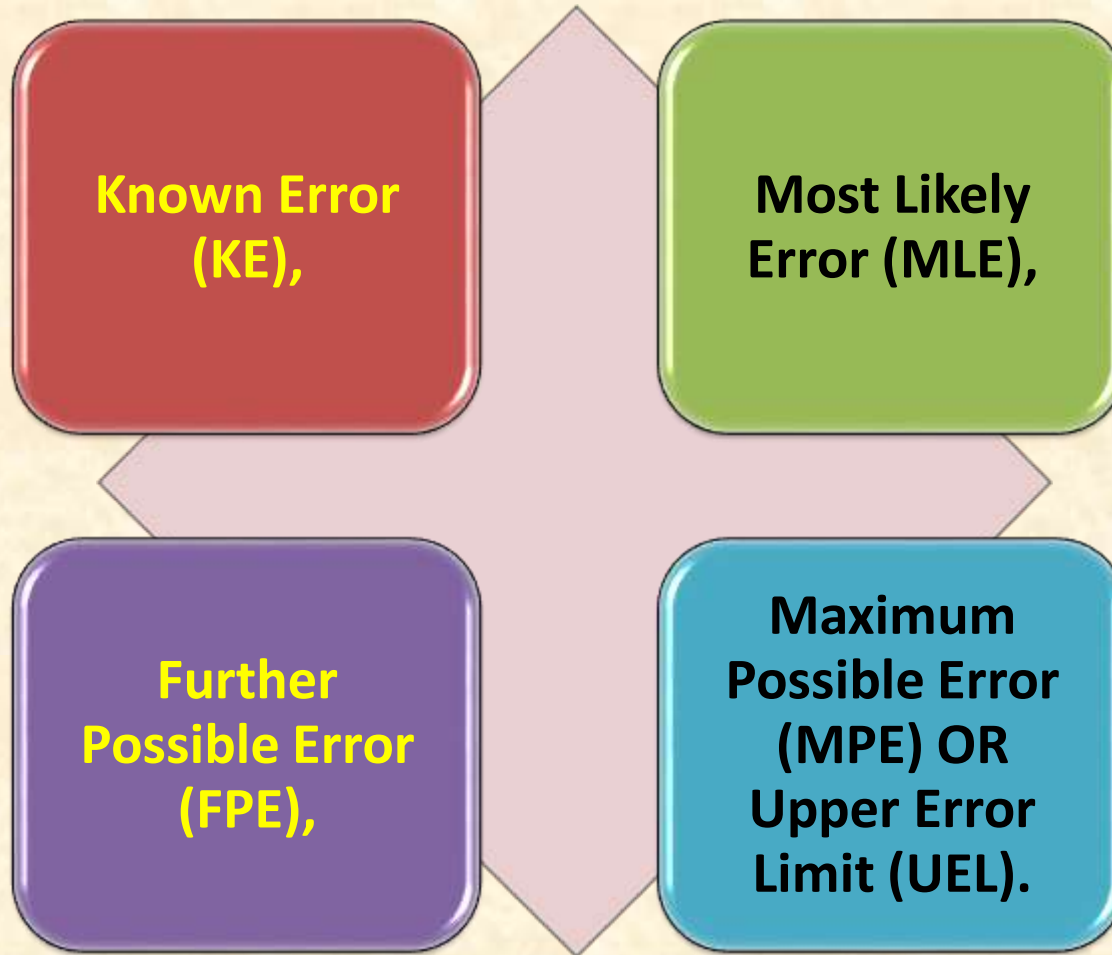 Known Error
(KE),
Most Likely
Error (MLE),
Further
Possible Error
(FPE),
Maximum
Possible Error
(MPE) OR
Upper Error
Limit (UEL).